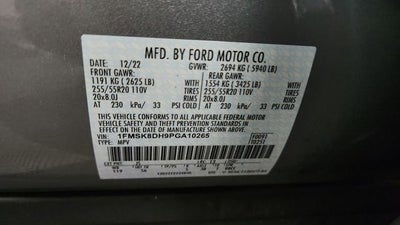 MFD. BY FORD MOTOR CO.
DATE: 12/22 GVWR: 2694 KG ( 5940 LB)
FRONT GAWR: REAR GAWR:
1191 KG ( 2625 LB) 1554 KG ( 3425 LB)
WITH WITH
255/55R20 110V 255/55R20 110V TIRES
20x8.0J 20x8.0J RIMS
AT 230 kPa/ 33 PSI COLD AT 230 kPa/ 33 PSI COLD
THIS VEHICLE CONFORMS TO ALL APPLICABLE FEDERAL MOTOR
VEHICLE SAFETY AND THEFT PREVENTION STANDARDS IN
EFFECT ON THE DATE OF MANUFACTURE SHOWN ABOVE.
VIN: 1FMSK8DH9PGA10265 F0091
TYPE: MPV T0251